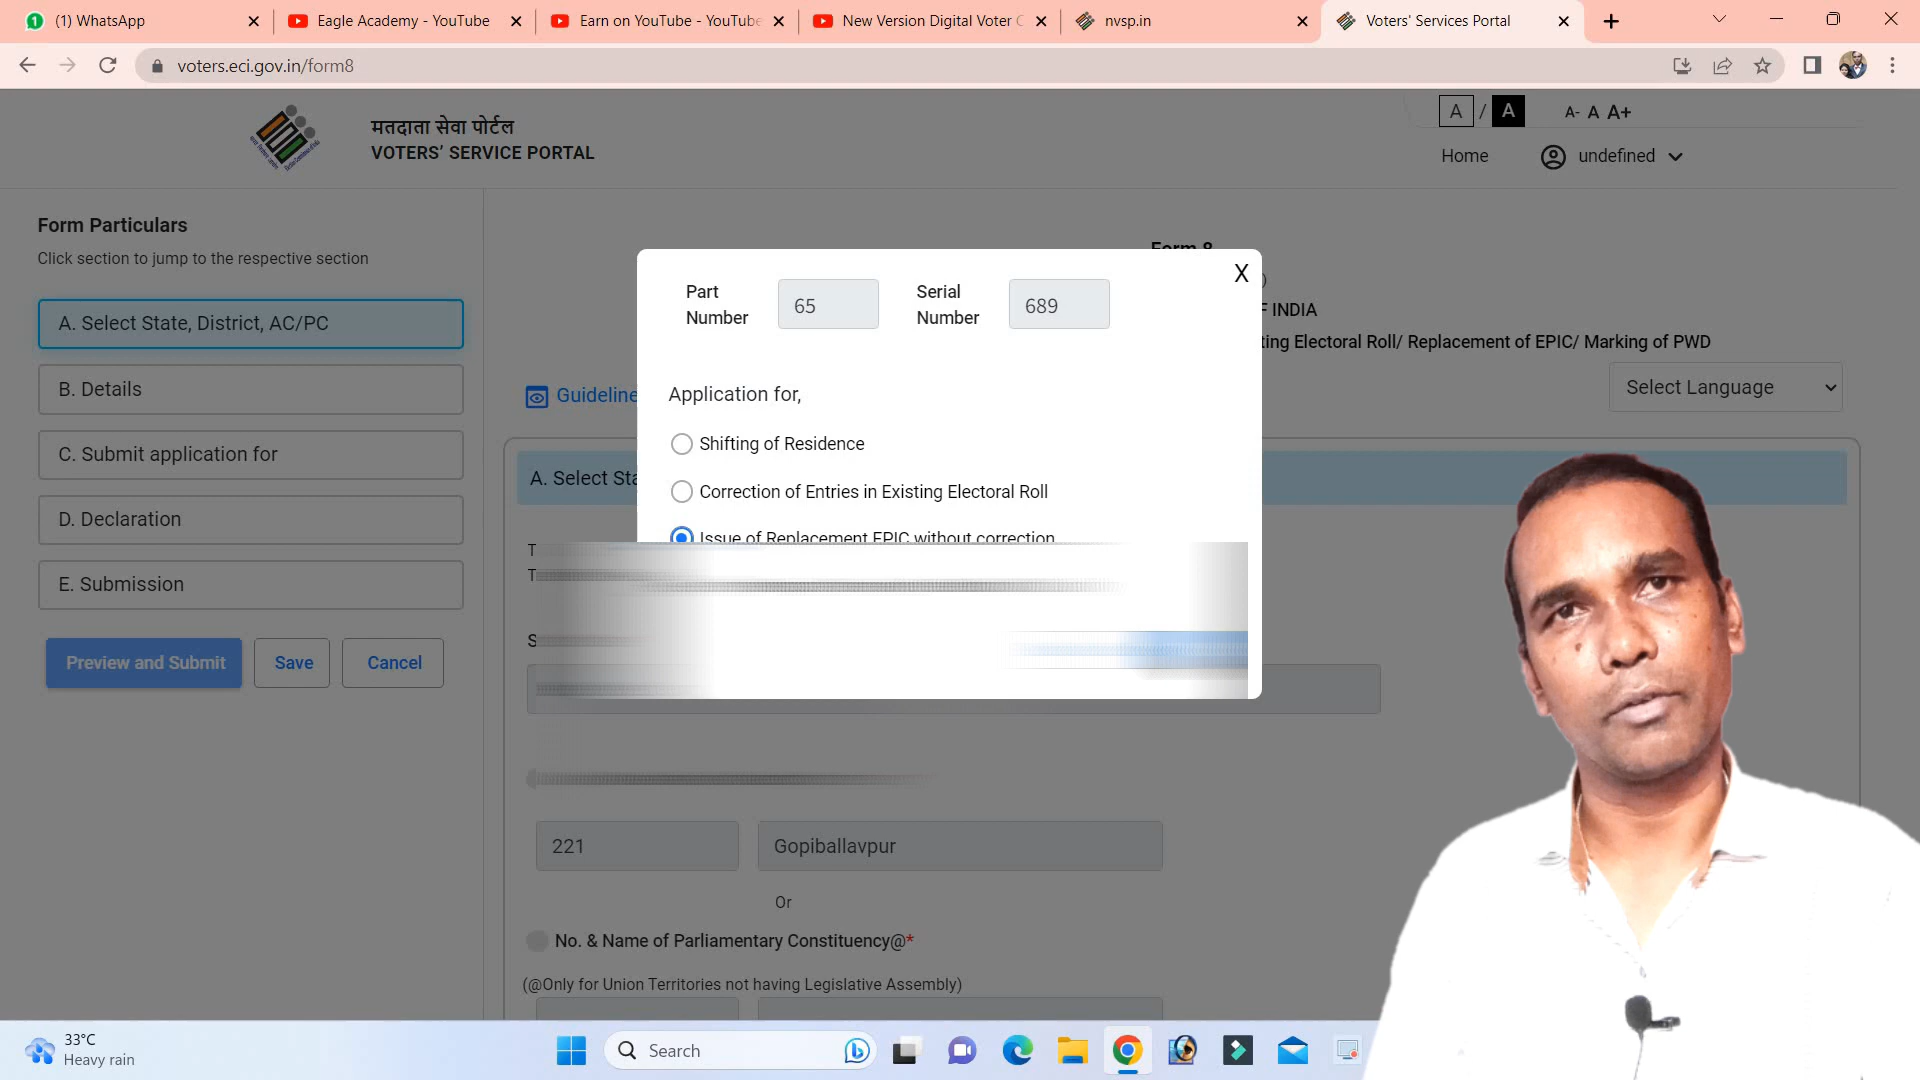 (1) WhatsApp
Eagle Academy - YouTube
Earn on YouTube - YouTube
New Version Digital Voter C
nvsp.in
Voters' Services Portal
voters.eci.gov.in/form8
मतदाता सेवा पोर्टल
VOTERS’ SERVICE PORTAL
A / A A- A A+
Home
undefined
Form Particulars
Click section to jump to the respective section
A. Select State, District, AC/PC
B. Details
C. Submit application for
D. Declaration
E. Submission
Preview and Submit
Save
Cancel
Form 8
)
F INDIA
ting Electoral Roll/ Replacement of EPIC/ Marking of PWD
Guideline
Select Language
A. Select Sta
X
Part
Number
65
Serial
Number
689
Application for,
Shifting of Residence
Correction of Entries in Existing Electoral Roll
Issue of Replacement EPIC without correction
T
T
S
221
Gopiballavpur
Or
No. & Name of Parliamentary Constituency@*
(@Only for Union Territories not having Legislative Assembly)
33°C
Heavy rain
Search